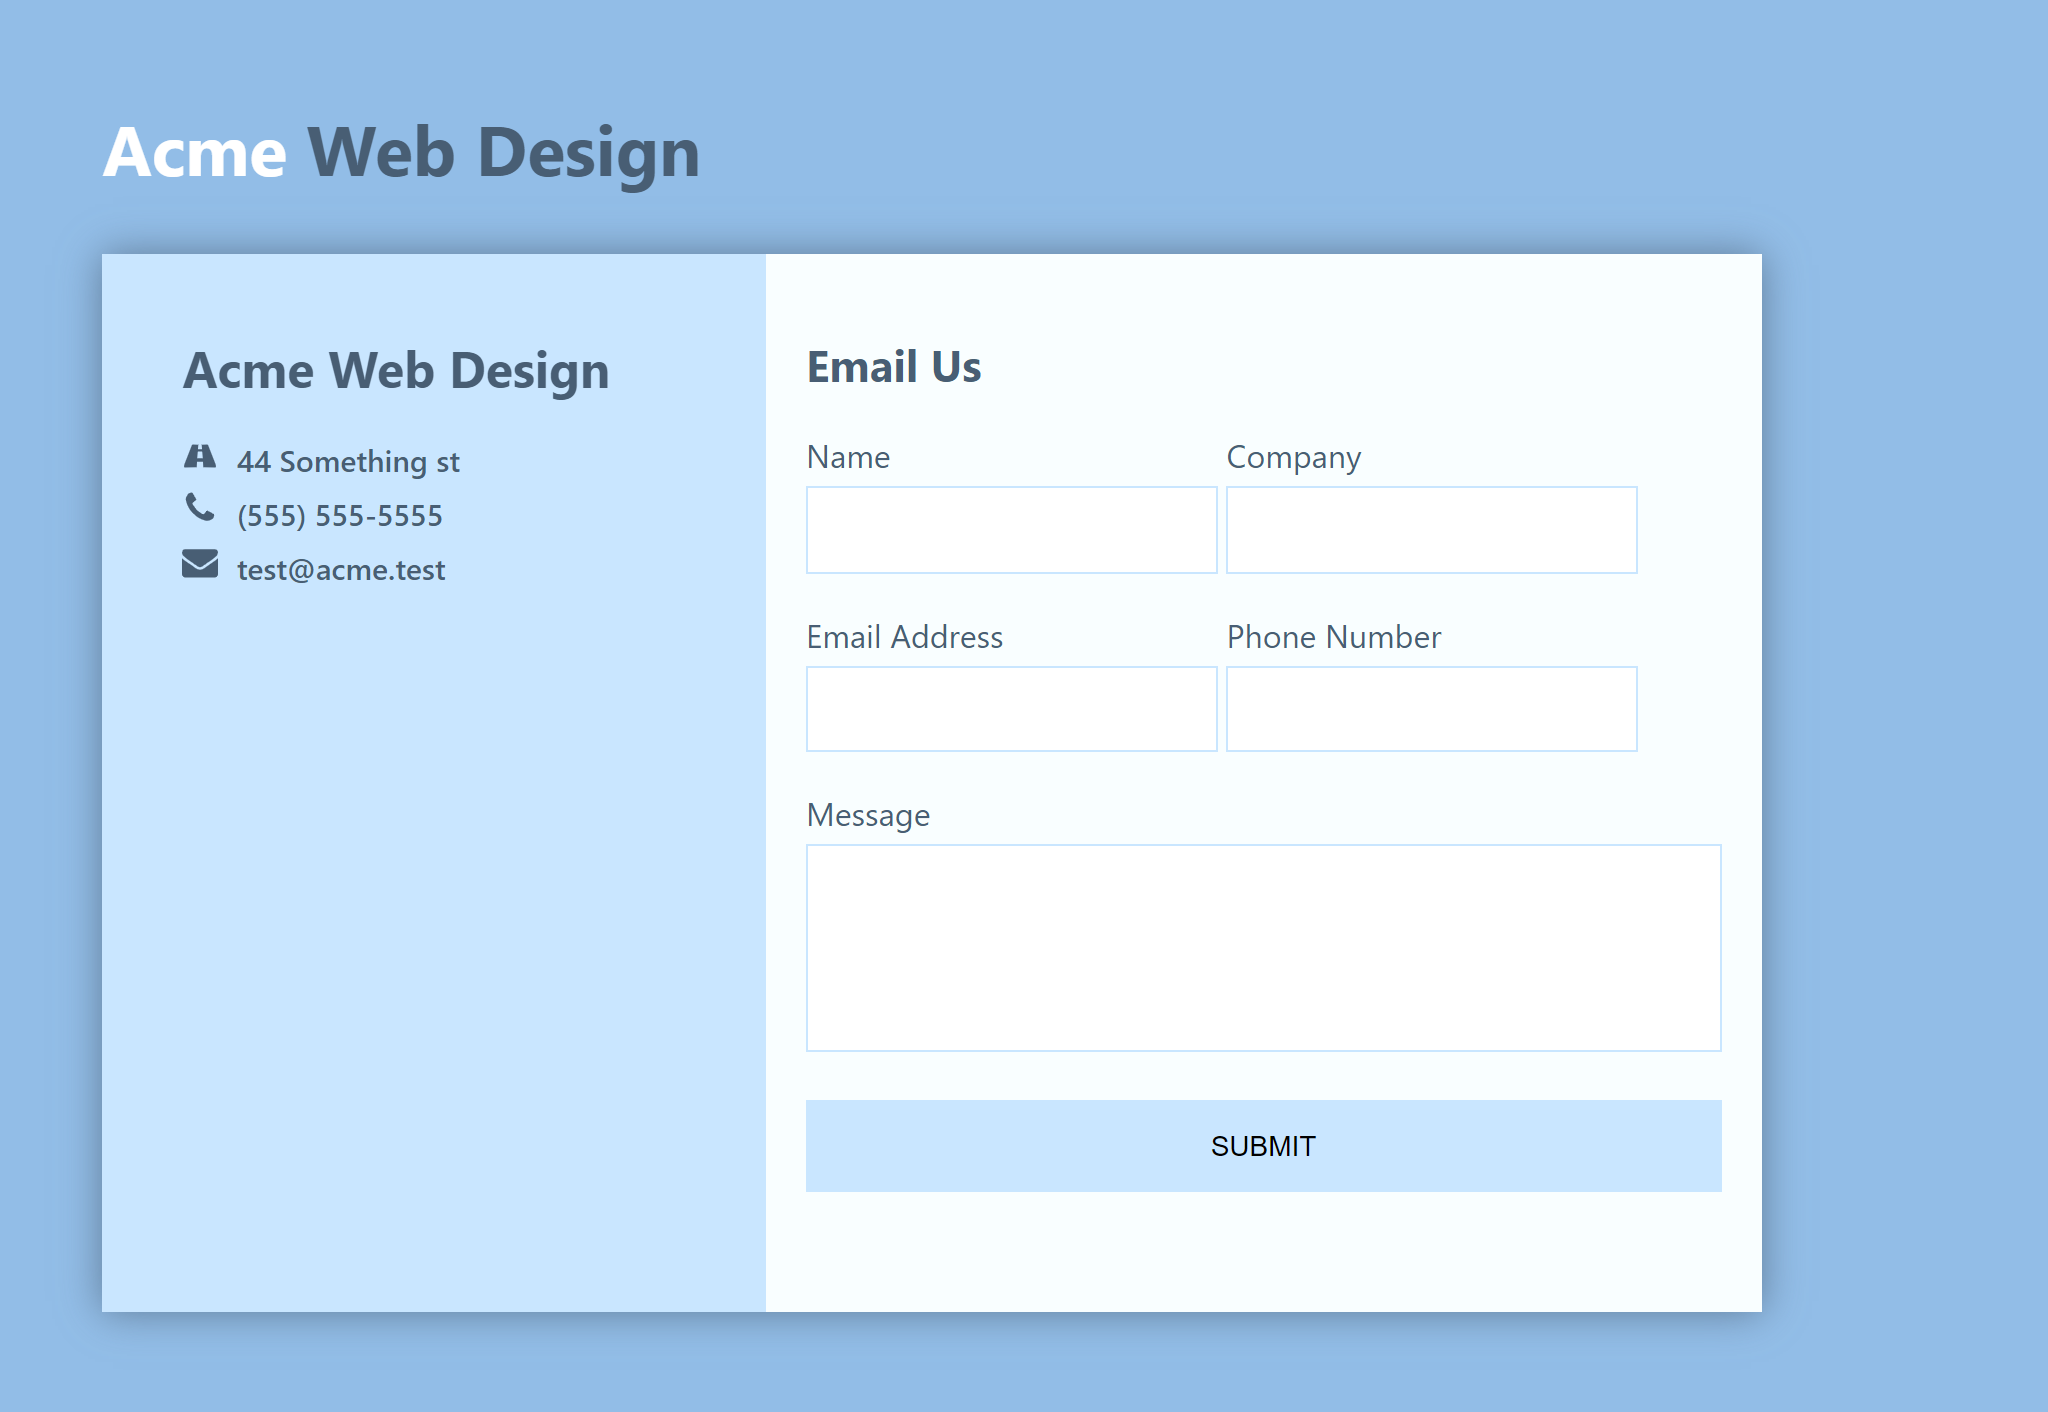 Acme Web Design
Acme Web Design
44 Something st
(555) 555-5555
test@acme.test
Email Us
Name
Company
Email Address
Phone Number
Message
SUBMIT